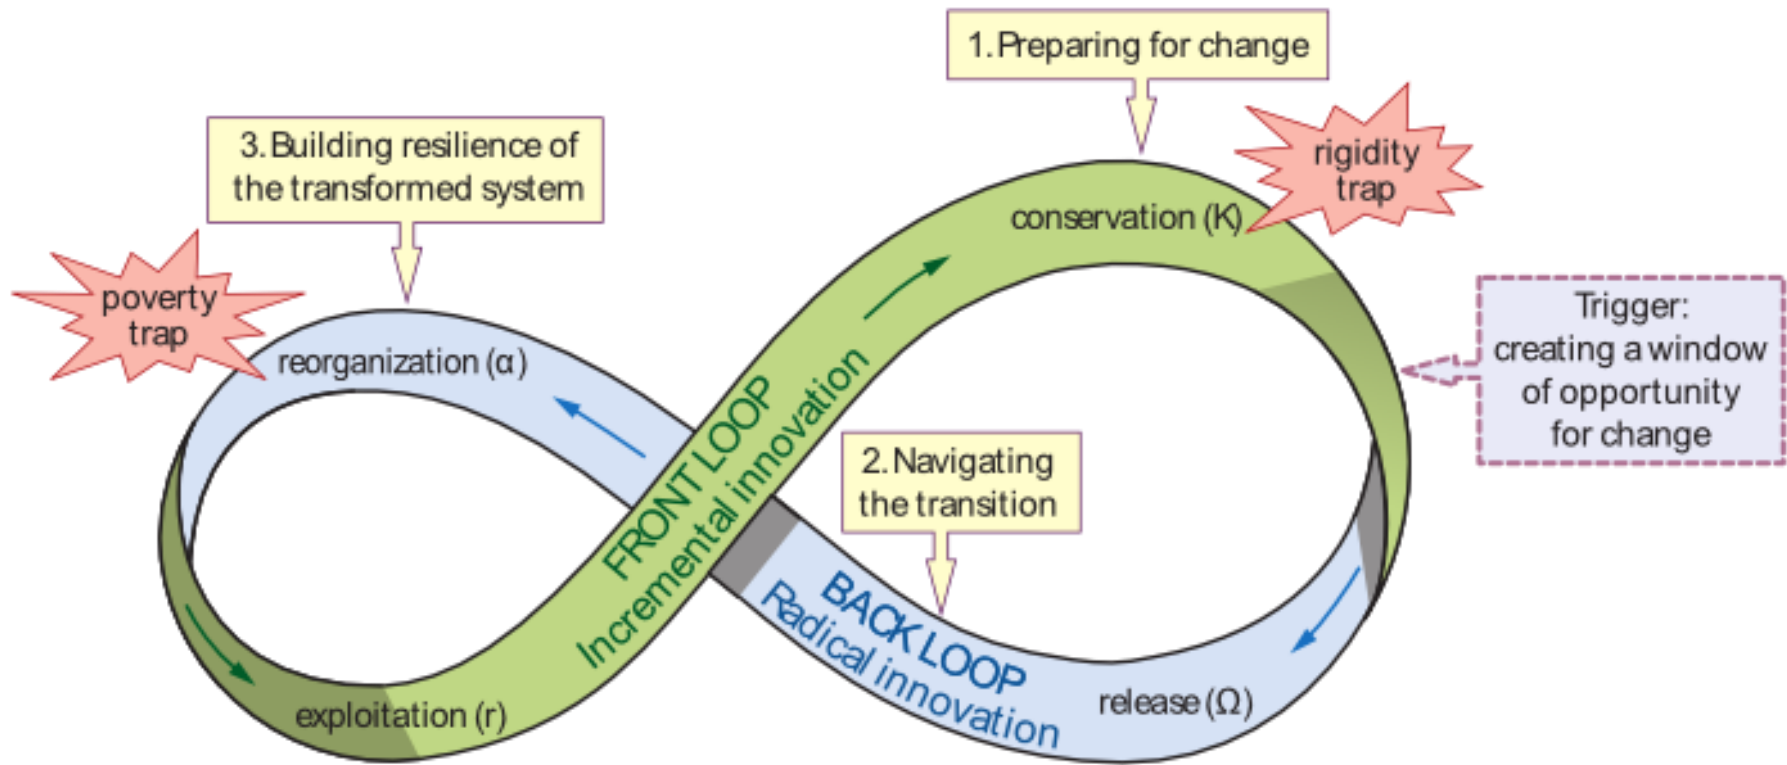 1. Preparing for change
rigidity
trap
3. Building resilience of
the transformed system
conservation (K)
poverty
trap
reorganization (α)
Trigger:
creating a window
of opportunity
for change
FRONT LOOP
Incremental innovation
2. Navigating
the transition
BACK LOOP
Radical innovation
exploitation (r)
release (Ω)